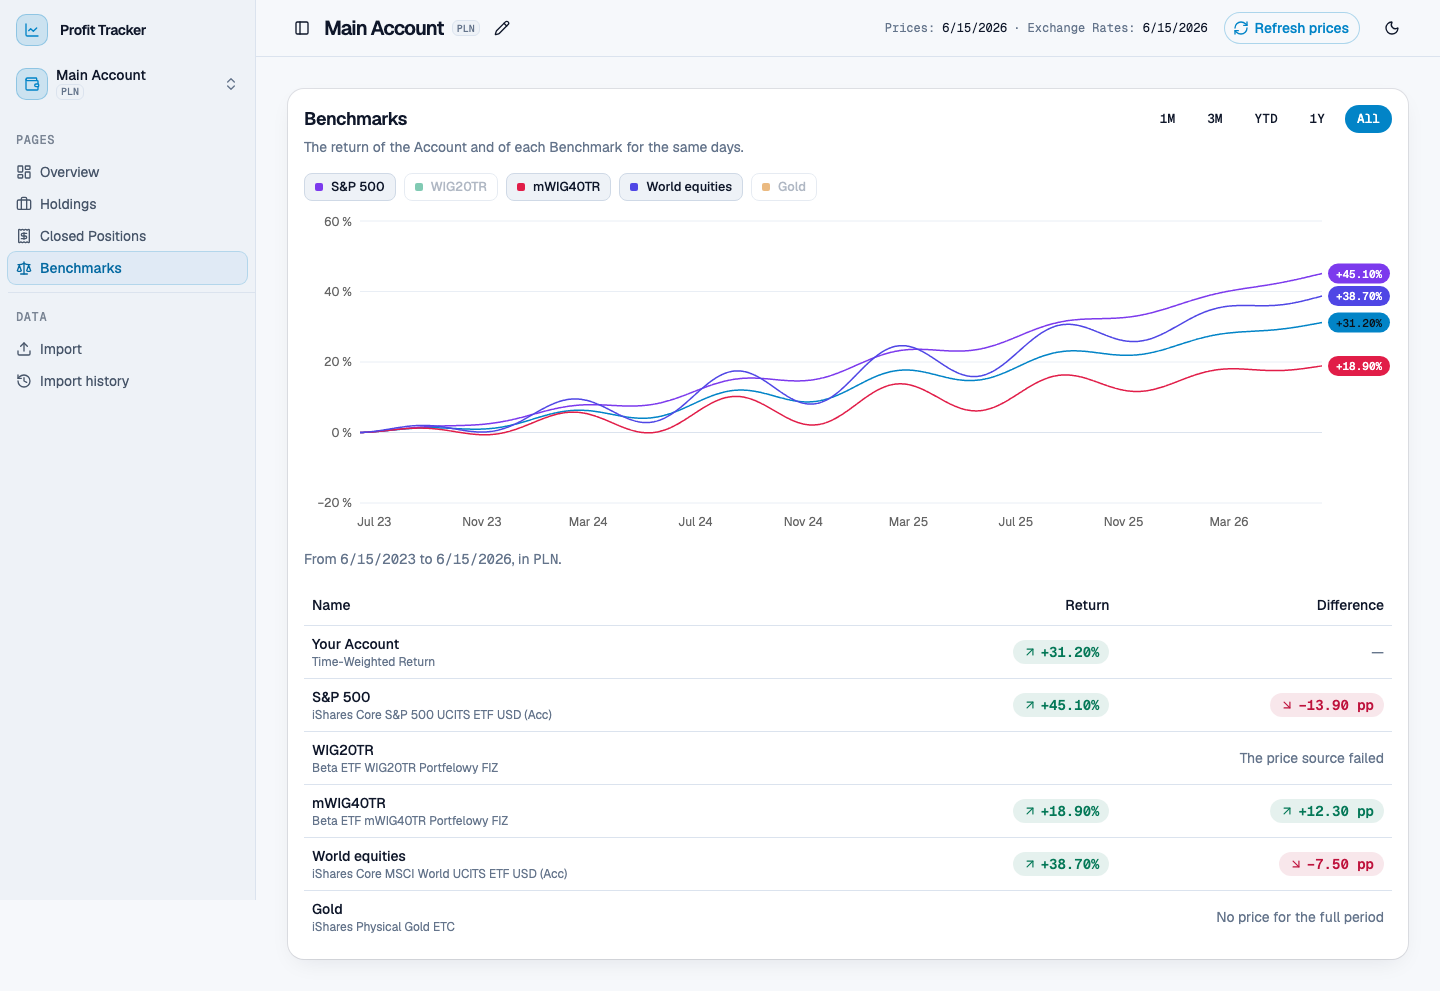 Profit Tracker
Main Account
PLN
PAGES
Overview
Holdings
Closed Positions
Benchmarks
DATA
Import
Import history
Main Account PLN
Prices: 6/15/2026 · Exchange Rates: 6/15/2026
Refresh prices
Benchmarks
1M 3M YTD 1Y All
The return of the Account and of each Benchmark for the same days.
S&P 500 WIG20TR mWIG40TR World equities Gold
60 %
40 %
20 %
0 %
−20 %
+45.10%
+38.70%
+31.20%
+18.90%
Jul 23 Nov 23 Mar 24 Jul 24 Nov 24 Mar 25 Jul 25 Nov 25 Mar 26
From 6/15/2023 to 6/15/2026, in PLN.
Name Return Difference
Your Account
Time-Weighted Return
+31.20% —
S&P 500
iShares Core S&P 500 UCITS ETF USD (Acc)
+45.10% −13.90 pp
WIG20TR
Beta ETF WIG20TR Portfelowy FIZ
The price source failed
mWIG40TR
Beta ETF mWIG40TR Portfelowy FIZ
+18.90% +12.30 pp
World equities
iShares Core MSCI World UCITS ETF USD (Acc)
+38.70% −7.50 pp
Gold
iShares Physical Gold ETC
No price for the full period